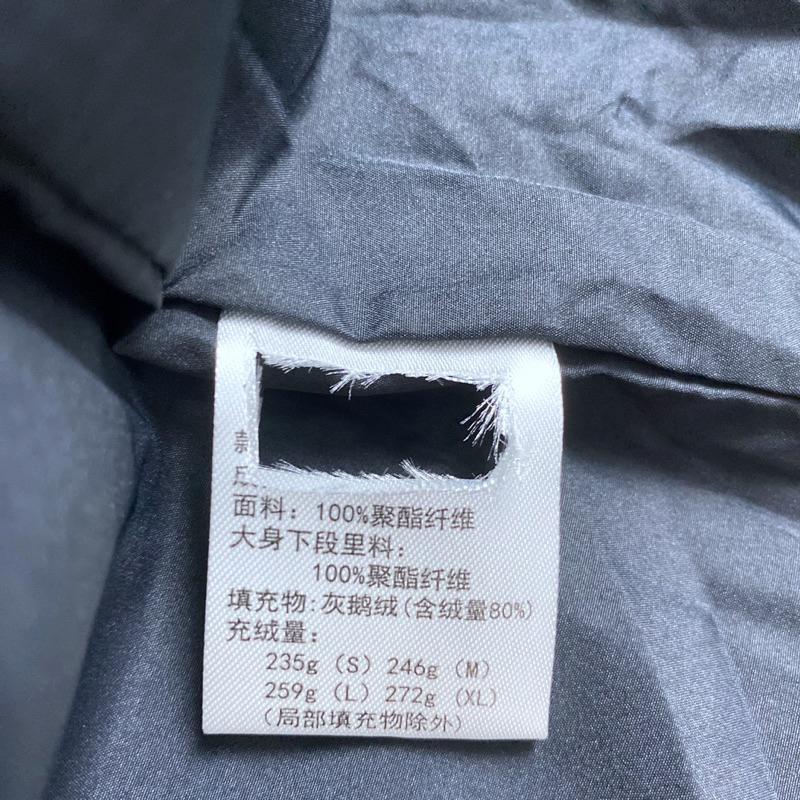 款
面料：100%聚酯纤维
大身下段里料：
100%聚酯纤维
填充物:灰鹅绒(含绒量80%)
充绒量：
235g（S）246g（M）
259g（L）272g（XL）
（局部填充物除外）